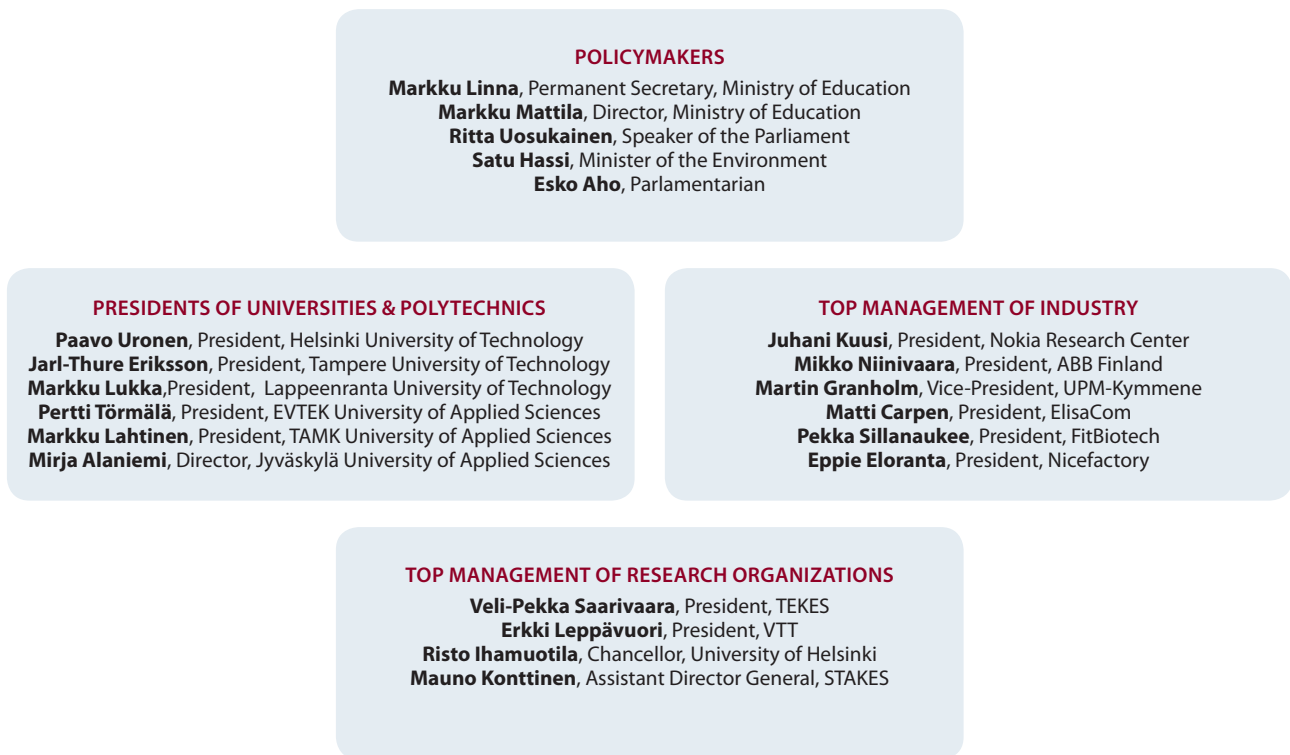 POLICYMAKERS
Markku Linna, Permanent Secretary, Ministry of Education
Markku Mattila, Director, Ministry of Education
Ritta Uosukainen, Speaker of the Parliament
Satu Hassi, Minister of the Environment
Esko Aho, Parlamentarian
PRESIDENTS OF UNIVERSITIES & POLYTECHNICS
Paavo Uronen, President, Helsinki University of Technology
Jarl-Thure Eriksson, President, Tampere University of Technology
Markku Lukka,President, Lappeenranta University of Technology
Pertti Törmälä, President, EVTEK University of Applied Sciences
Markku Lahtinen, President, TAMK University of Applied Sciences
Mirja Alaniemi, Director, Jyväskylä University of Applied Sciences
TOP MANAGEMENT OF INDUSTRY
Juhani Kuusi, President, Nokia Research Center
Mikko Niinivaara, President, ABB Finland
Martin Granholm, Vice-President, UPM-Kymmene
Matti Carpen, President, ElisaCom
Pekka Sillanaukee, President, FitBiotech
Eppie Eloranta, President, Nicefactory
TOP MANAGEMENT OF RESEARCH ORGANIZATIONS
Veli-Pekka Saarivaara, President, TEKES
Erkki Leppävuori, President, VTT
Risto Ihamuotila, Chancellor, University of Helsinki
Mauno Konttinen, Assistant Director General, STAKES